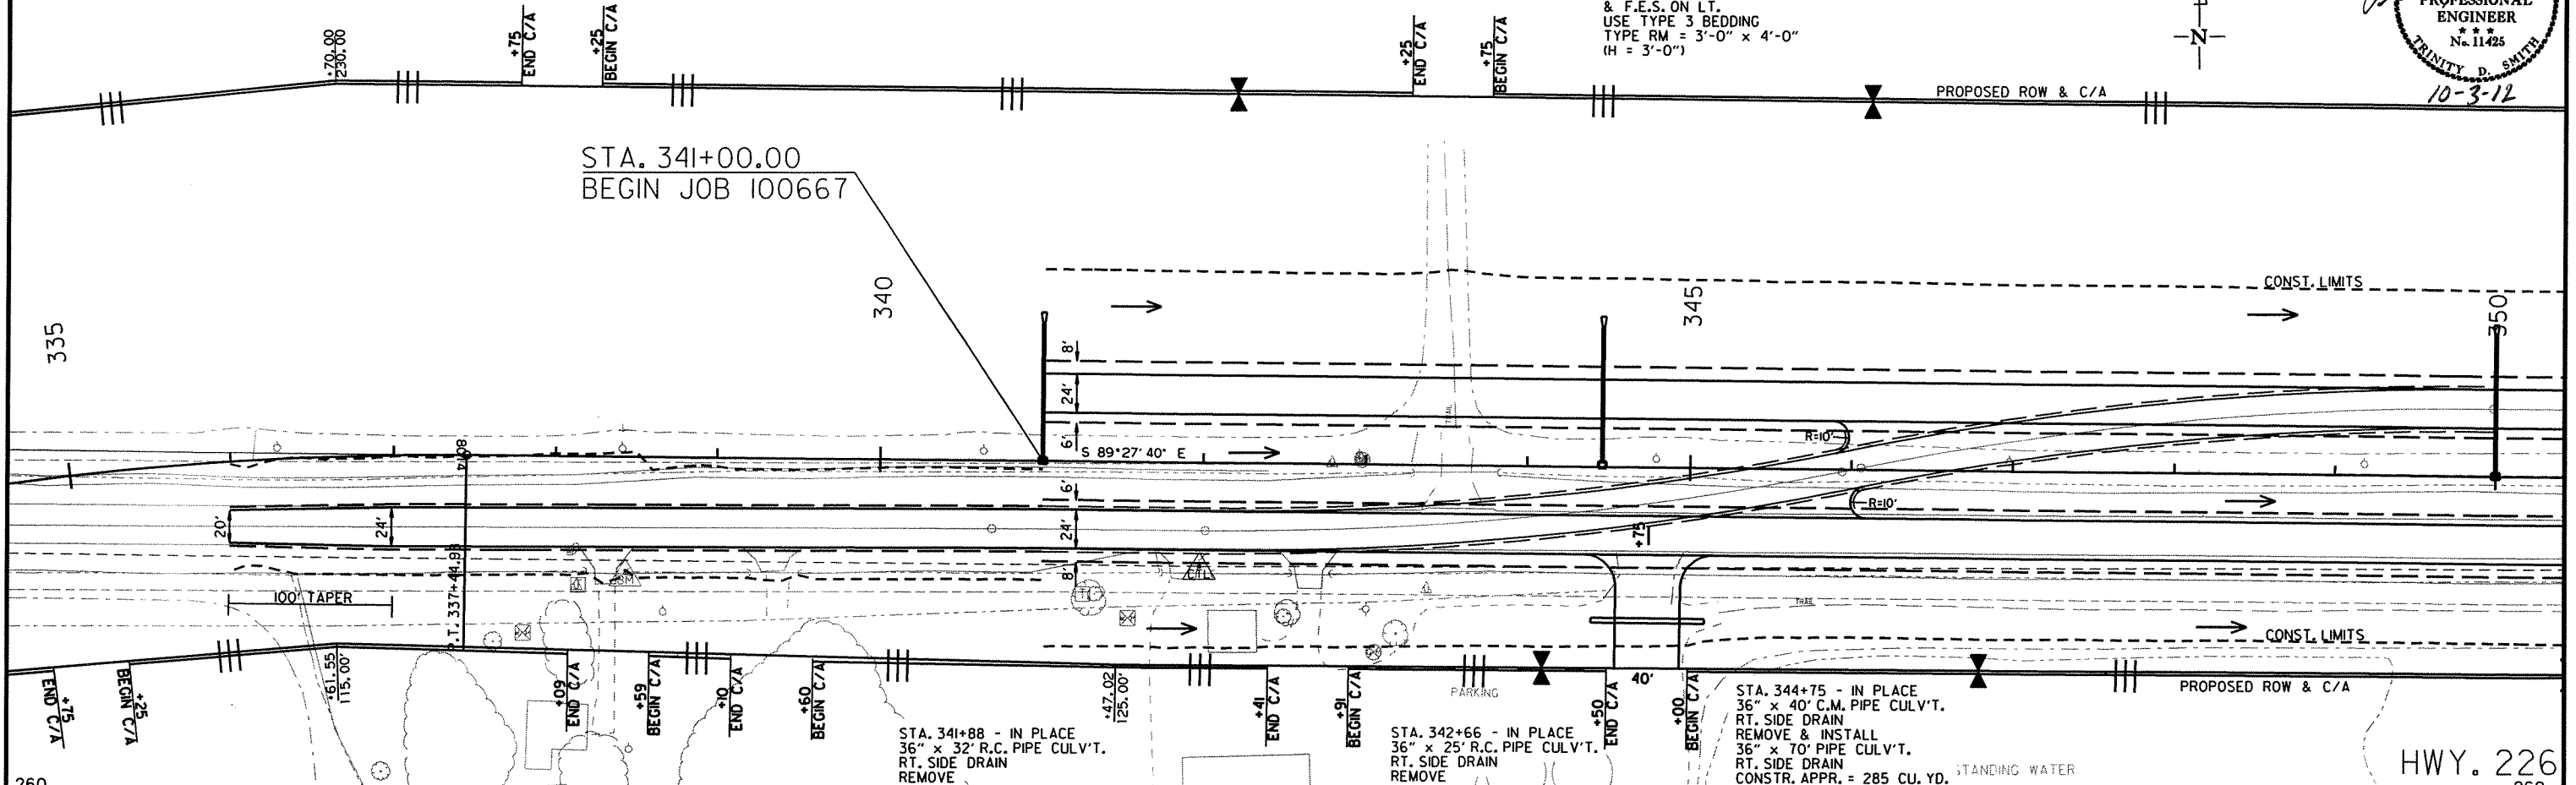 & F.E.S. ON LT.
USE TYPE 3 BEDDING
TYPE RM = 3'-0" x 4'-0"
(H = 3'-0")
PROFESSIONAL
ENGINEER
★ ★ ★
No. 11425
TRINITY D. SMITH
10-3-12
N
+70.00
230.00
+75
END C/A
+25
BEGIN C/A
+25
END C/A
+75
BEGIN C/A
PROPOSED ROW & C/A
STA. 341+00.00
BEGIN JOB 100667
CONST. LIMITS
335
340
345
350
8'
24'
6'
S 89°27'40" E
TRAIL
R=10'
6'
24'
8'
R=10'
20'
24'
8074
P.T. 337+44.93
100' TAPER
+75
TRAIL
CONST. LIMITS
+75
END C/A
+25
BEGIN C/A
+61.55
115.00'
+09
END C/A
+59
BEGIN C/A
+10
END C/A
+60
BEGIN C/A
+47.02
125.00'
+41
END C/A
+91
BEGIN C/A
PARKING
+50
END C/A
40'
+00
BEGIN C/A
PROPOSED ROW & C/A
STA. 341+88 - IN PLACE
36" x 32' R.C. PIPE CULV'T.
RT. SIDE DRAIN
REMOVE
STA. 342+66 - IN PLACE
36" x 25' R.C. PIPE CULV'T.
RT. SIDE DRAIN
REMOVE
STA. 344+75 - IN PLACE
36" x 40' C.M. PIPE CULV'T.
RT. SIDE DRAIN
REMOVE & INSTALL
36" x 70' PIPE CULV'T.
RT. SIDE DRAIN
CONSTR. APPR. = 285 CU. YD.
STANDING WATER
HWY. 226
260